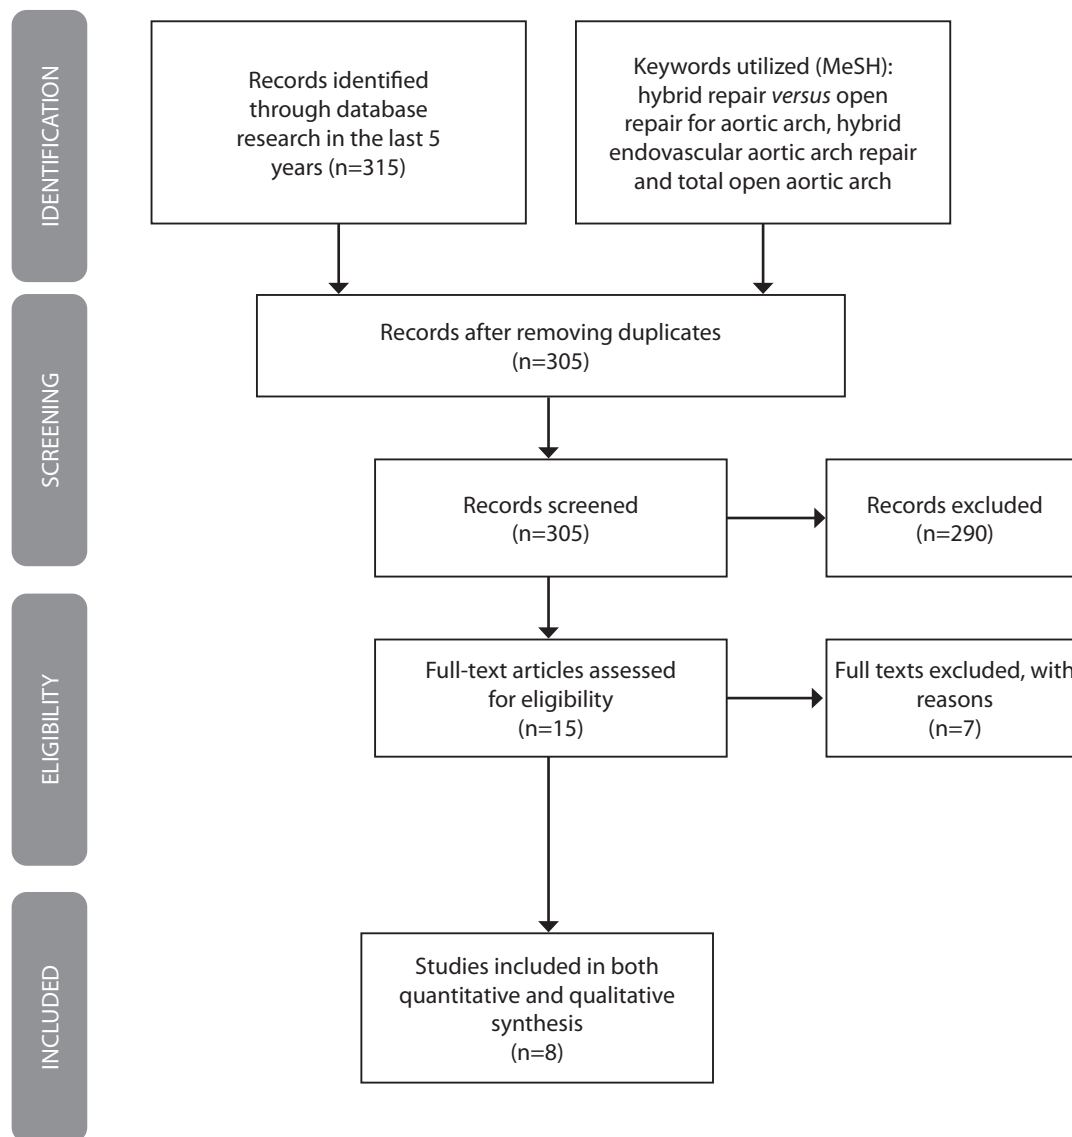 IDENTIFICATION
Records identified
through database
research in the last 5
years (n=315)
Keywords utilized (MeSH):
hybrid repair versus open
repair for aortic arch, hybrid
endovascular aortic arch repair
and total open aortic arch
SCREENING
Records after removing duplicates
(n=305)
Records screened
(n=305)
Records excluded
(n=290)
ELIGIBILITY
Full-text articles assessed
for eligibility
(n=15)
Full texts excluded, with
reasons
(n=7)
INCLUDED
Studies included in both
quantitative and qualitative
synthesis
(n=8)